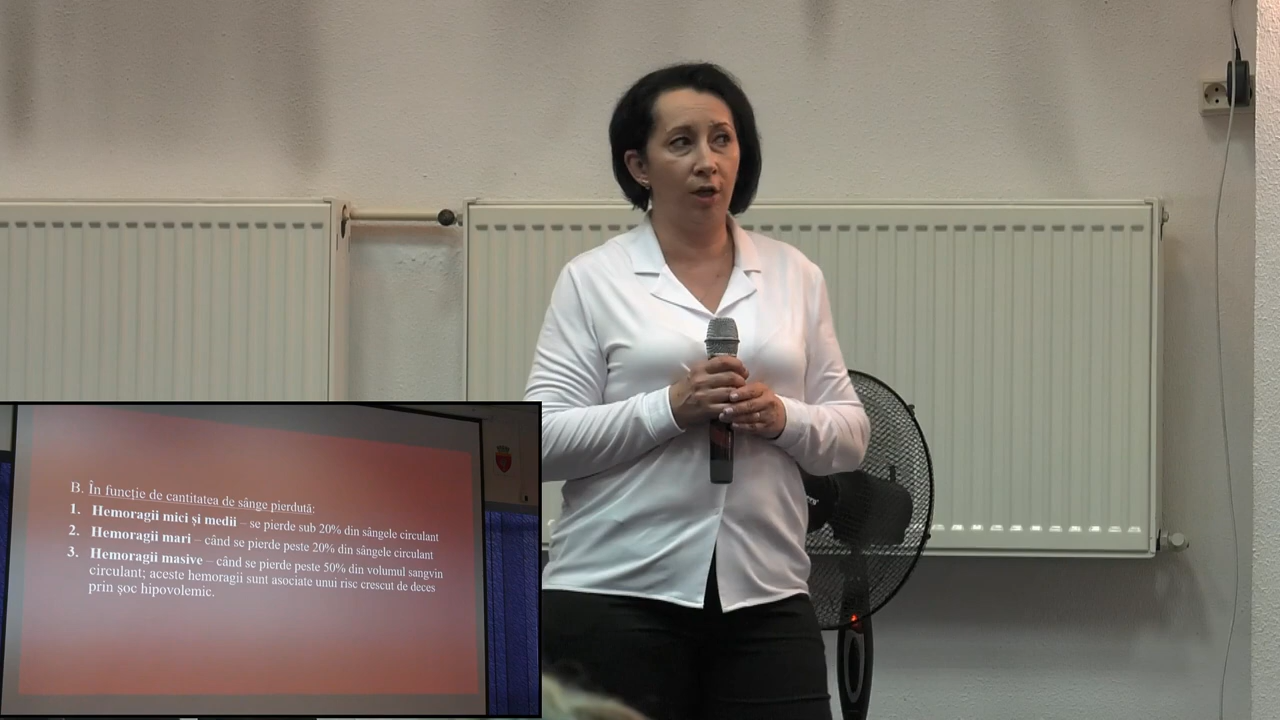 B. În funcție de cantitatea de sânge pierdută:
1. Hemoragii mici și medii – se pierde sub 20% din sângele circulant
2. Hemoragii mari – când se pierde peste 20% din sângele circulant
3. Hemoragii masive – când se pierde peste 50% din volumul sangvin
circulant; aceste hemoragii sunt asociate unui risc crescut de deces
prin șoc hipovolemic.